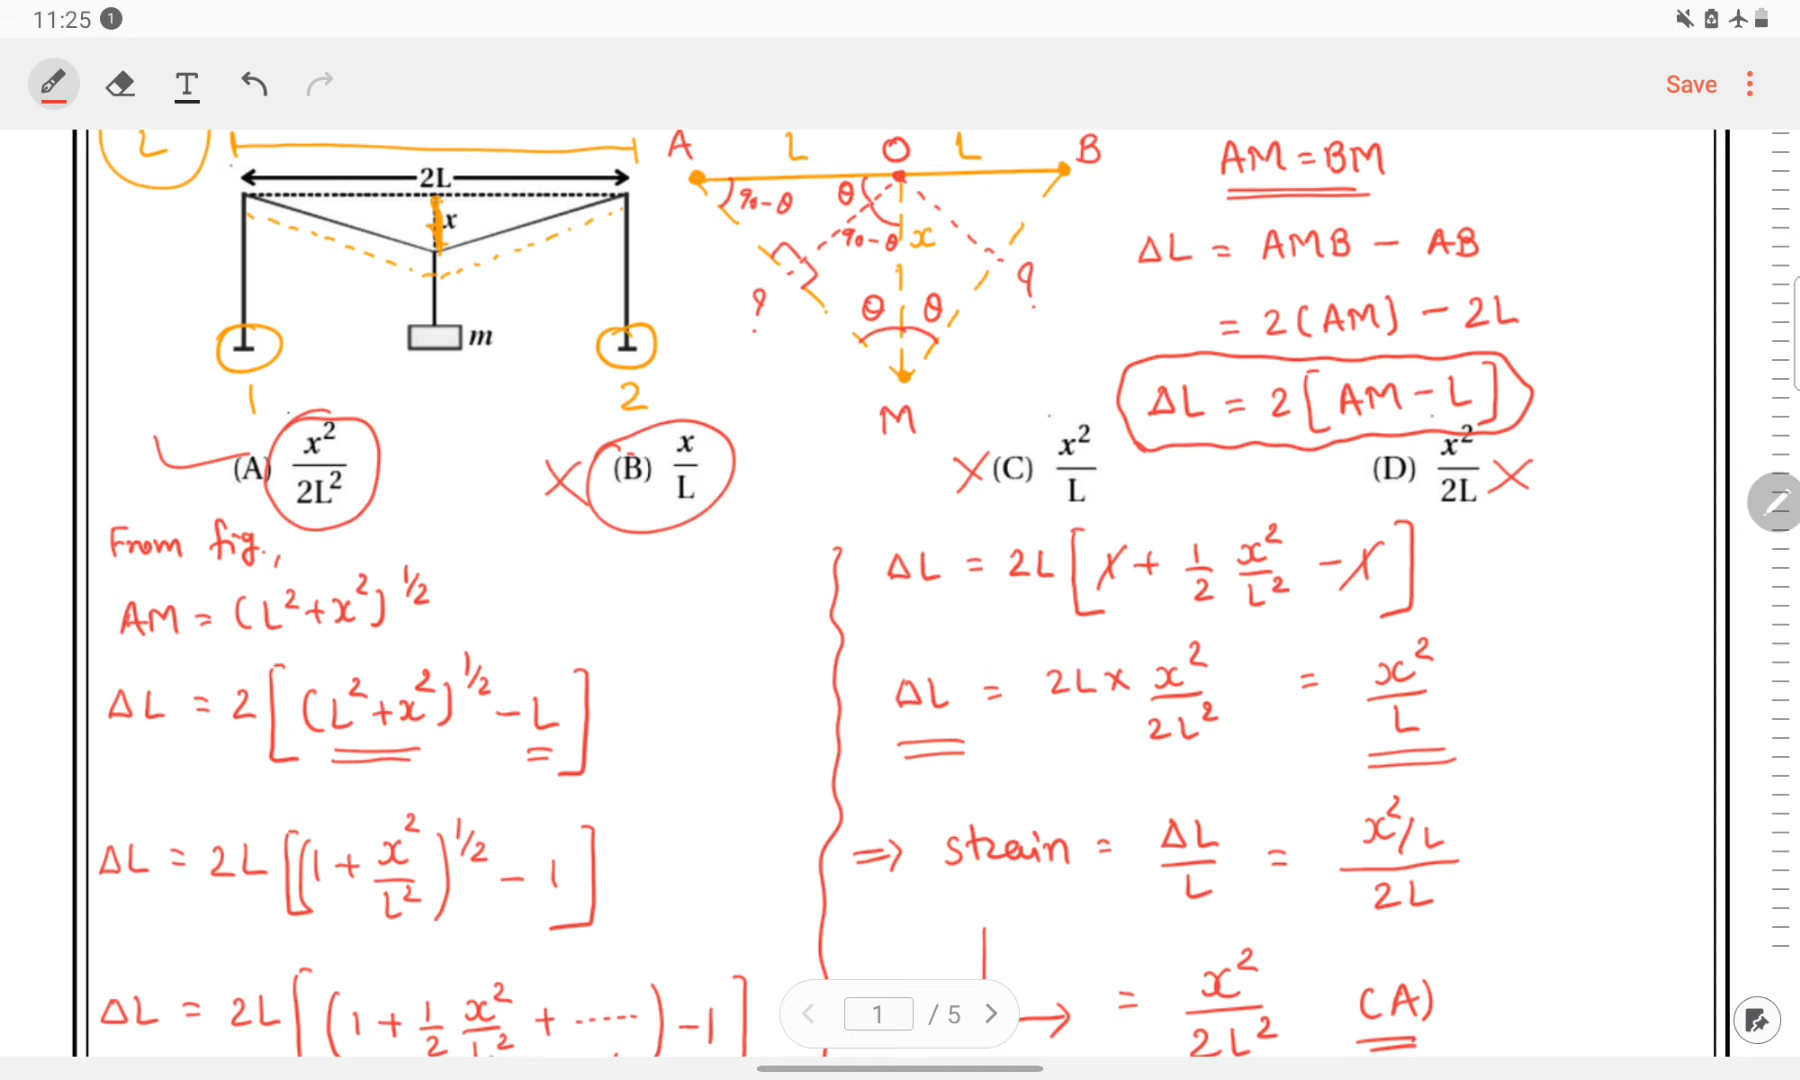 11:25 1
T Save
L A L O L B AM = BM
2L
90-θ θ
x 90-θ x
ΔL = AMB - AB
? θ θ ?
= 2(AM) - 2L
m
1 2 M
ΔL = 2[AM - L]
(A) x²/2L² (B) x/L (C) x²/L (D) x²/2L
From fig.,
AM = (L²+x²)^½
ΔL = 2[(L²+x²)^½ - L]
ΔL = 2L[(1 + x²/L²)^½ - 1]
ΔL = 2L[(1 + ½ x²/L² + ......) - 1]
ΔL = 2L[1 + ½ x²/L² - 1]
ΔL = 2L × x²/2L² = x²/L
⇒ strain = ΔL/L = x²/L / 2L
→ = x²/2L² (A)
1 / 5